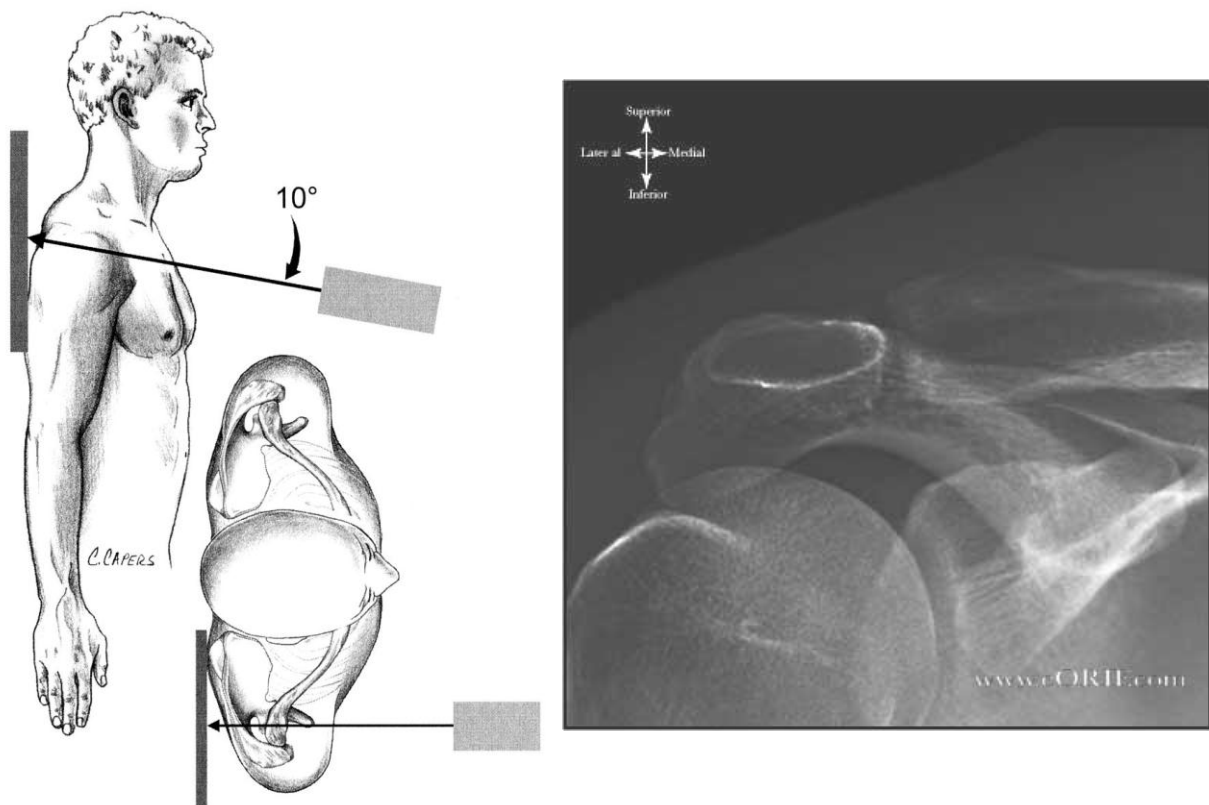 10°
C. CAPERS
Superior
Later al
Medial
Inferior
www.eORIF.com